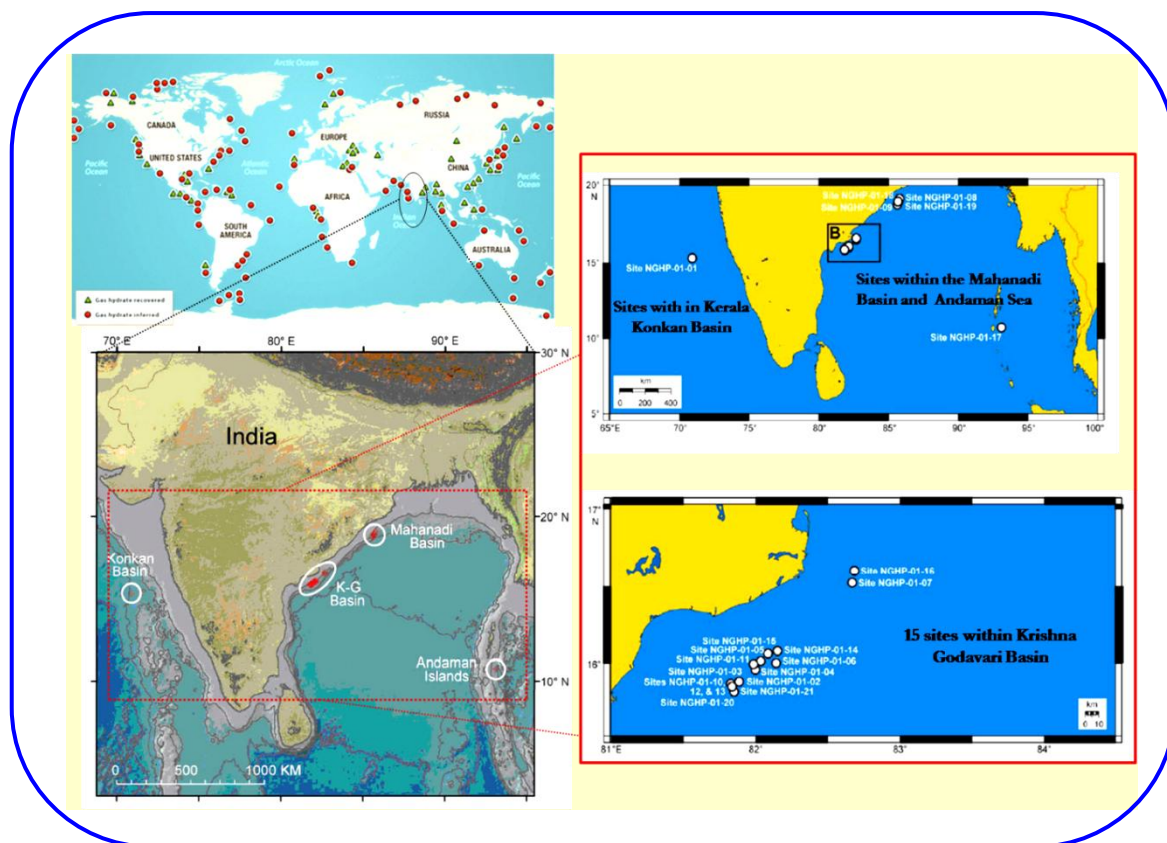 Arctic Ocean
CANADA
RUSSIA
EUROPE
UNITED STATES
CHINA
Pacific
Ocean
Atlantic
Ocean
Pacific
Ocean
AFRICA
Indian
Ocean
SOUTH
AMERICA
AUSTRALIA
Gas hydrate recovered
Gas hydrate inferred
70° E
80° E
90° E
30° N
India
20° N
Mahanadi
Basin
Konkan
Basin
K-G
Basin
Andaman
Islands
10° N
0 500 1000 KM
20°
N
Site NGHP-01-08
Site NGHP-01-19
B
15°
Site NGHP-01-01
Sites within the Mahanadi
Basin and Andaman Sea
Sites with in Kerala
Konkan Basin
Site NGHP-01-17
10°
km
0 200 400
5°
65°E 70° 75° 80° 85° 90° 95° 100°
17°
N
Site NGHP-01-16
Site NGHP-01-07
Site NGHP-01-15
Site NGHP-01-05
Site NGHP-01-14
Site NGHP-01-11
Site NGHP-01-06
16°
Site NGHP-01-03
Site NGHP-01-04
Sites NGHP-01-10
Site NGHP-01-02
12, & 13
Site NGHP-01-21
Site NGHP-01-20
15 sites within Krishna
Godavari Basin
km
0 10
81°E 82° 83° 84°